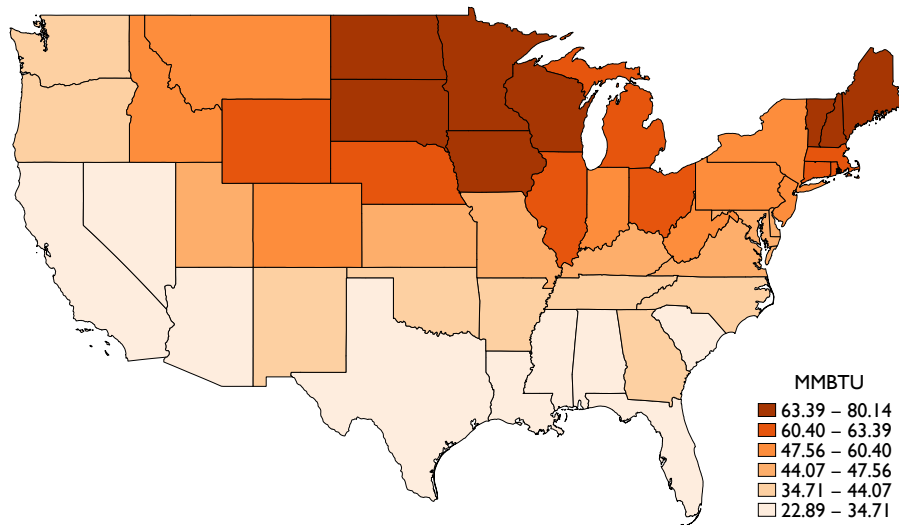 MMBTU
63.39 – 80.14
60.40 – 63.39
47.56 – 60.40
44.07 – 47.56
34.71 – 44.07
22.89 – 34.71